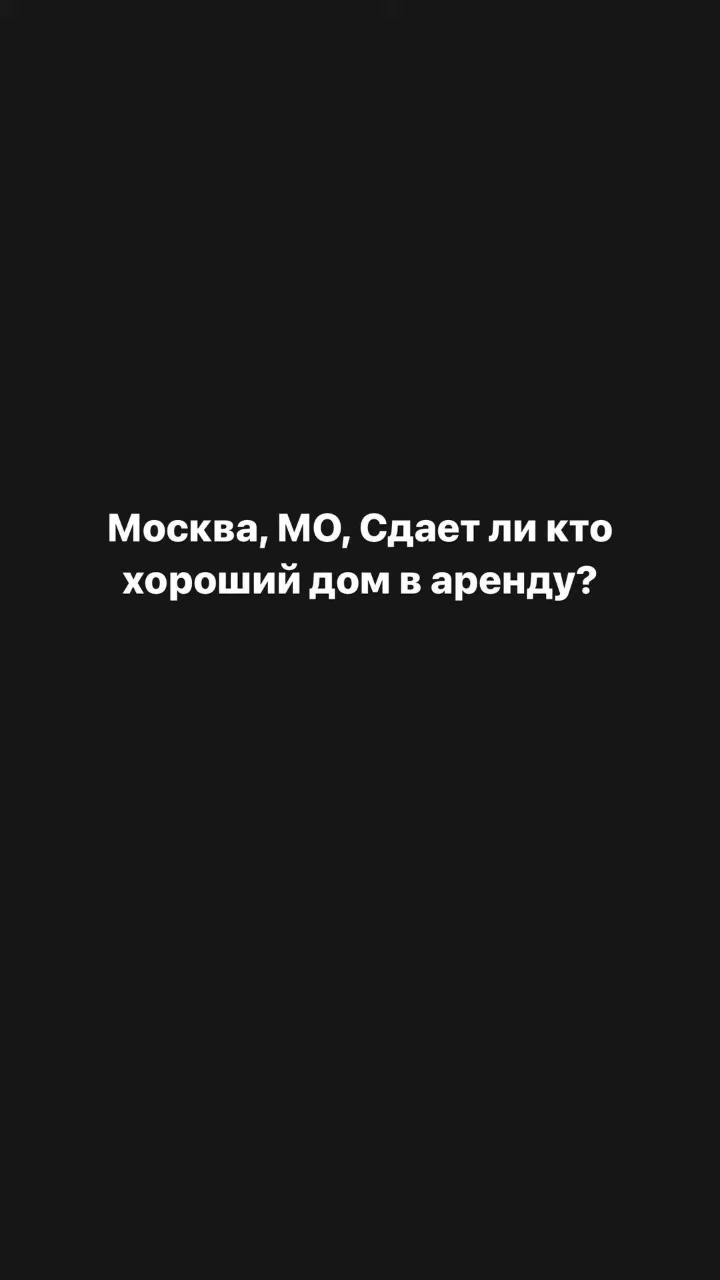 Москва, МО, Сдает ли кто
хороший дом в аренду?